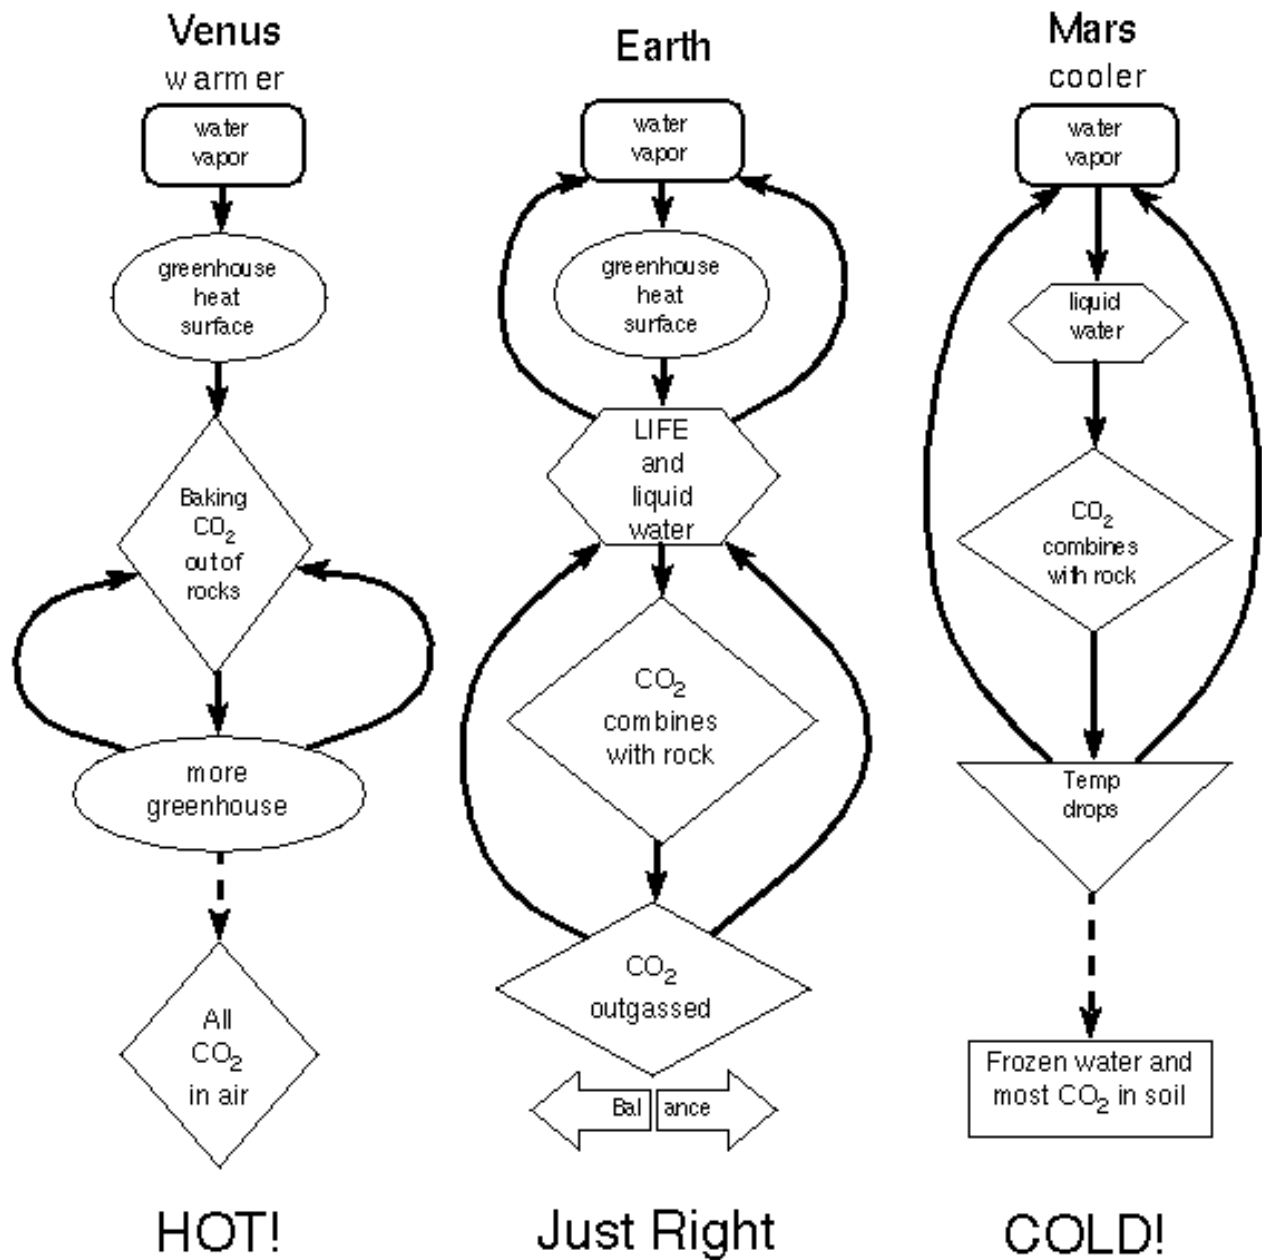 Venus
warmer
water
vapor
greenhouse
heat
surface
Baking
CO2
out of
rocks
more
greenhouse
All
CO2
in air
HOT!
Earth
water
vapor
greenhouse
heat
surface
LIFE
and
liquid
water
CO2
combines
with rock
CO2
outgassed
Bal ance
Just Right
Mars
cooler
water
vapor
liquid
water
CO2
combines
with rock
Temp
drops
Frozen water and
most CO2 in soil
COLD!